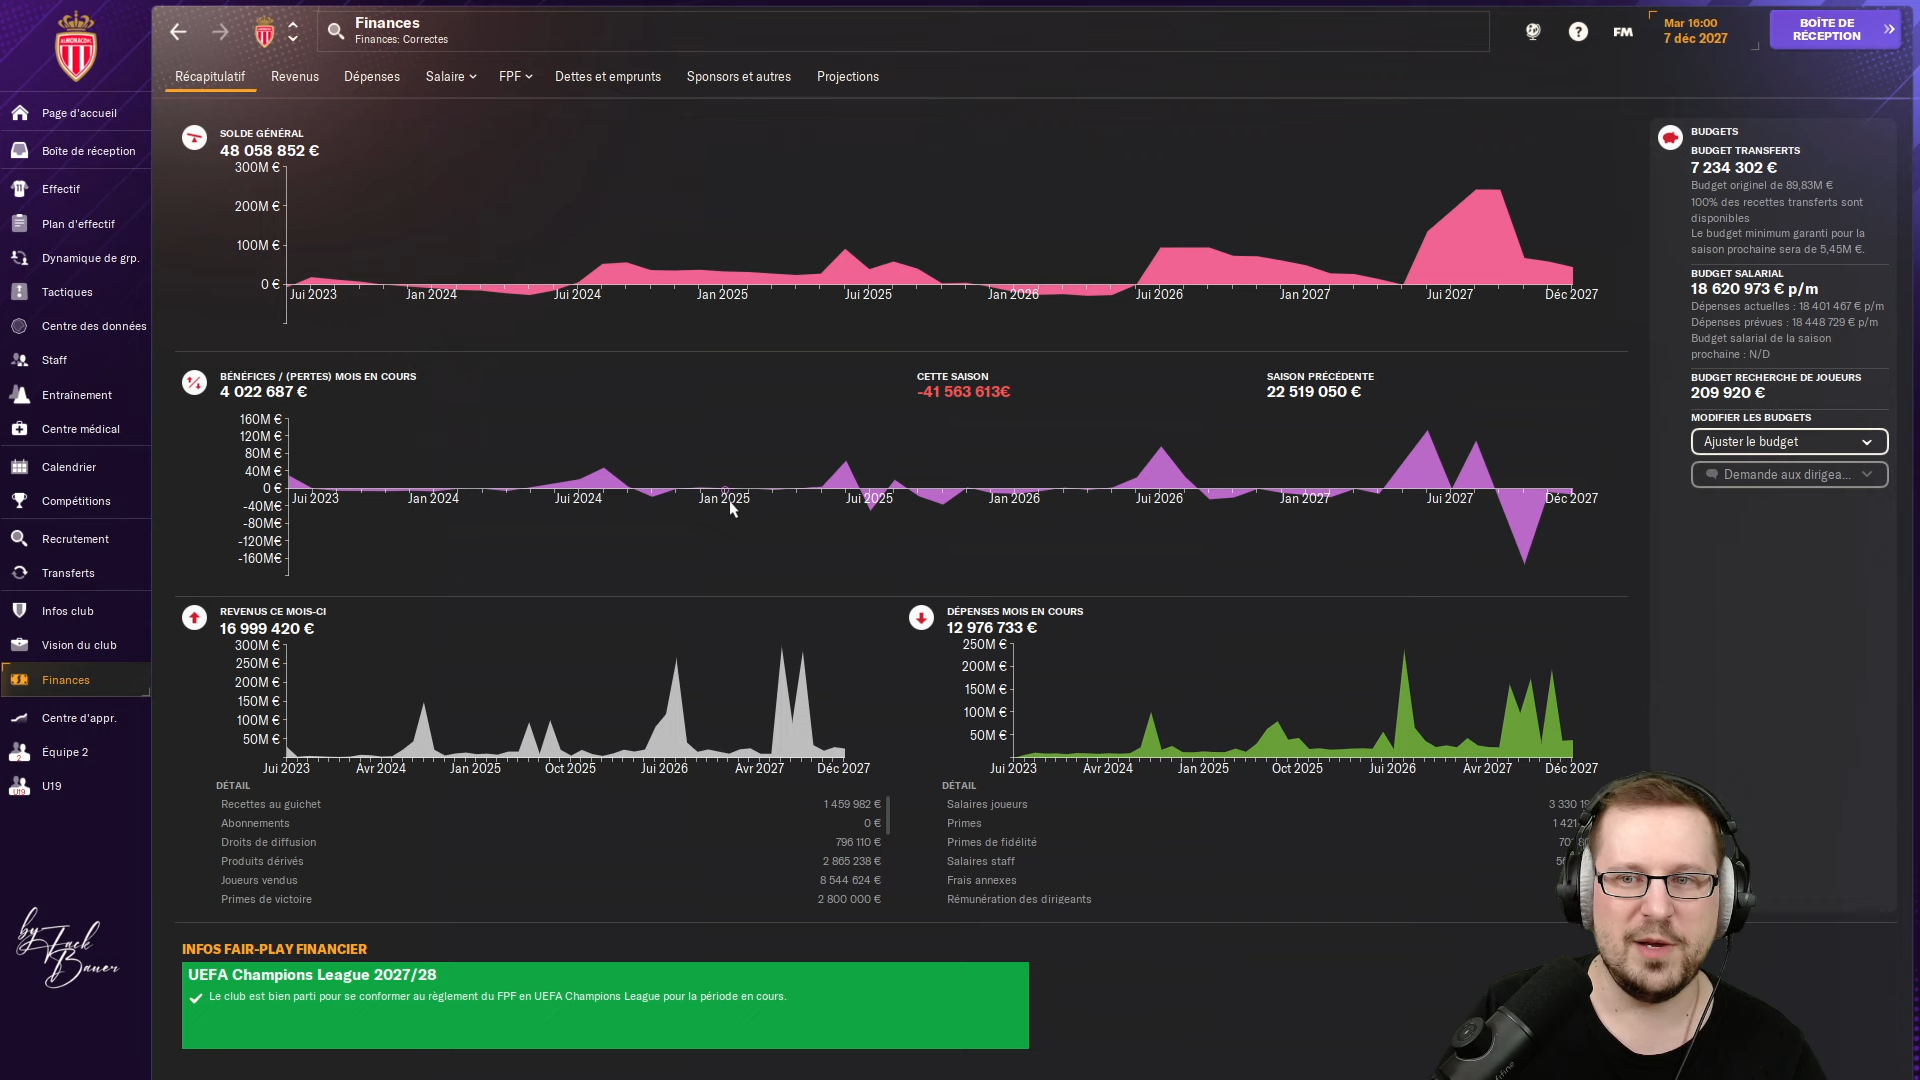 Finances
Finances: Correctes
FM
Mar 16:00
7 déc 2027
BOÎTE DE
RÉCEPTION
Récapitulatif
Revenus
Dépenses
Salaire
FPF
Dettes et emprunts
Sponsors et autres
Projections
Page d'accueil
Boîte de réception
Effectif
Plan d'effectif
Dynamique de grp.
Tactiques
Centre des données
Staff
Entraînement
Centre médical
Calendrier
Compétitions
Recrutement
Transferts
Infos club
Vision du club
Finances
Centre d'appr.
Équipe 2
U19
by Jack
Bauer
SOLDE GÉNÉRAL
48 058 852 €
300M €
200M €
100M €
0 €
Jui 2023
Jan 2024
Jui 2024
Jan 2025
Jui 2025
Jan 2026
Jui 2026
Jan 2027
Jui 2027
Déc 2027
BÉNÉFICES / (PERTES) MOIS EN COURS
4 022 687 €
CETTE SAISON
-41 563 613€
SAISON PRÉCÉDENTE
22 519 050 €
160M €
120M €
80M €
40M €
0 €
-40M€
-80M€
-120M€
-160M€
Jui 2023
Jan 2024
Jui 2024
Jan 2025
Jui 2025
Jan 2026
Jui 2026
Jan 2027
Jui 2027
Déc 2027
REVENUS CE MOIS-CI
16 999 420 €
300M €
250M €
200M €
150M €
100M €
50M €
Jui 2023
Avr 2024
Jan 2025
Oct 2025
Jui 2026
Avr 2027
Déc 2027
DÉTAIL
Recettes au guichet 1 459 982 €
Abonnements 0 €
Droits de diffusion 796 110 €
Produits dérivés 2 865 238 €
Joueurs vendus 8 544 624 €
Primes de victoire 2 800 000 €
DÉPENSES MOIS EN COURS
12 976 733 €
250M €
200M €
150M €
100M €
50M €
Jui 2023
Avr 2024
Jan 2025
Oct 2025
Jui 2026
Avr 2027
Déc 2027
DÉTAIL
Salaires joueurs 3 330
Primes 1 421
Primes de fidélité
Salaires staff
Frais annexes
Rémunération des dirigeants
INFOS FAIR-PLAY FINANCIER
UEFA Champions League 2027/28
Le club est bien parti pour se conformer au règlement du FPF en UEFA Champions League pour la période en cours.
BUDGETS
BUDGET TRANSFERTS
7 234 302 €
Budget originel de 89,83M €
100% des recettes transferts sont
disponibles
Le budget minimum garanti pour la
saison prochaine sera de 5,45M €.
BUDGET SALARIAL
18 620 973 € p/m
Dépenses actuelles : 18 401 467 € p/m
Dépenses prévues : 18 448 729 € p/m
Budget salarial de la saison
prochaine : N/D
BUDGET RECHERCHE DE JOUEURS
209 920 €
MODIFIER LES BUDGETS
Ajuster le budget
Demande aux dirigea...